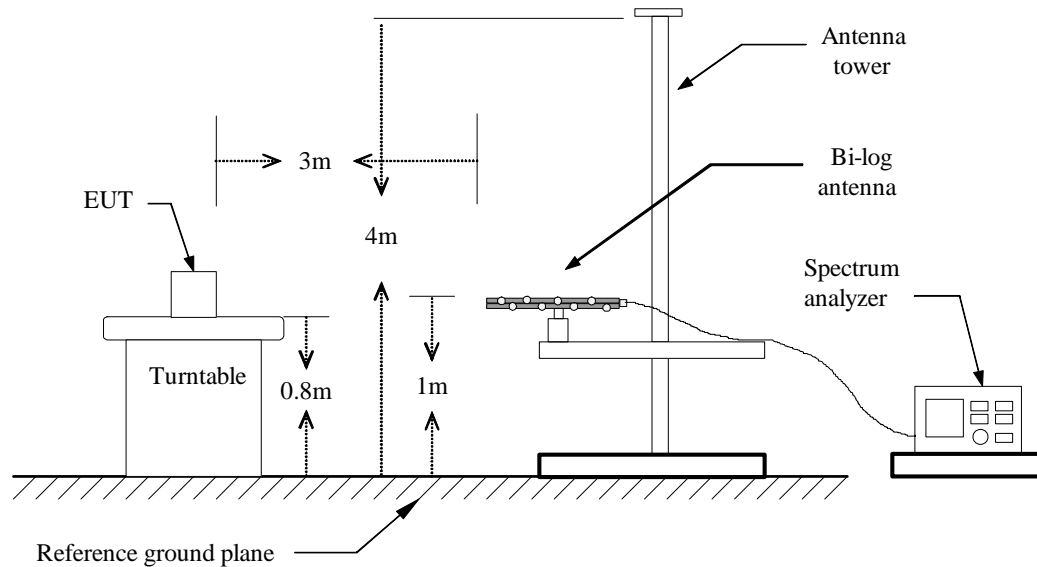 Antenna
tower
3m
Bi-log
antenna
EUT
4m
Spectrum
analyzer
Turntable
0.8m
1m
Reference ground plane